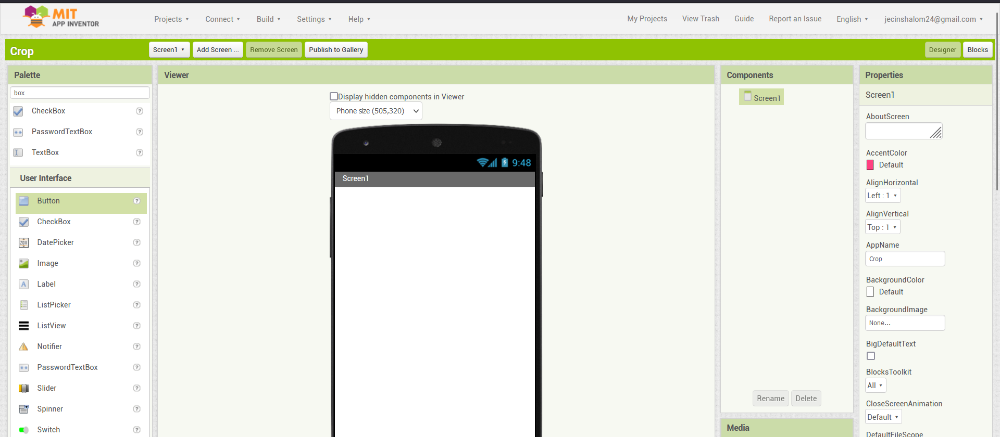 MIT
APP INVENTOR
Projects
Connect
Build
Settings
Help
My Projects
View Trash
Guide
Report an Issue
English
jecinshalom24@gmail.com
Crop
Screen1
Add Screen ...
Remove Screen
Publish to Gallery
Designer
Blocks
Palette
box
CheckBox
PasswordTextBox
TextBox
User Interface
Button
CheckBox
DatePicker
Image
Label
ListPicker
ListView
Notifier
PasswordTextBox
Slider
Spinner
Switch
Viewer
Display hidden components in Viewer
Phone size (505,320)
9:48
Screen1
Components
Screen1
Rename
Delete
Media
Properties
Screen1
AboutScreen
AccentColor
Default
AlignHorizontal
Left : 1
AlignVertical
Top : 1
AppName
Crop
BackgroundColor
Default
BackgroundImage
None...
BigDefaultText
BlocksToolkit
All
CloseScreenAnimation
Default
DefaultFileScope